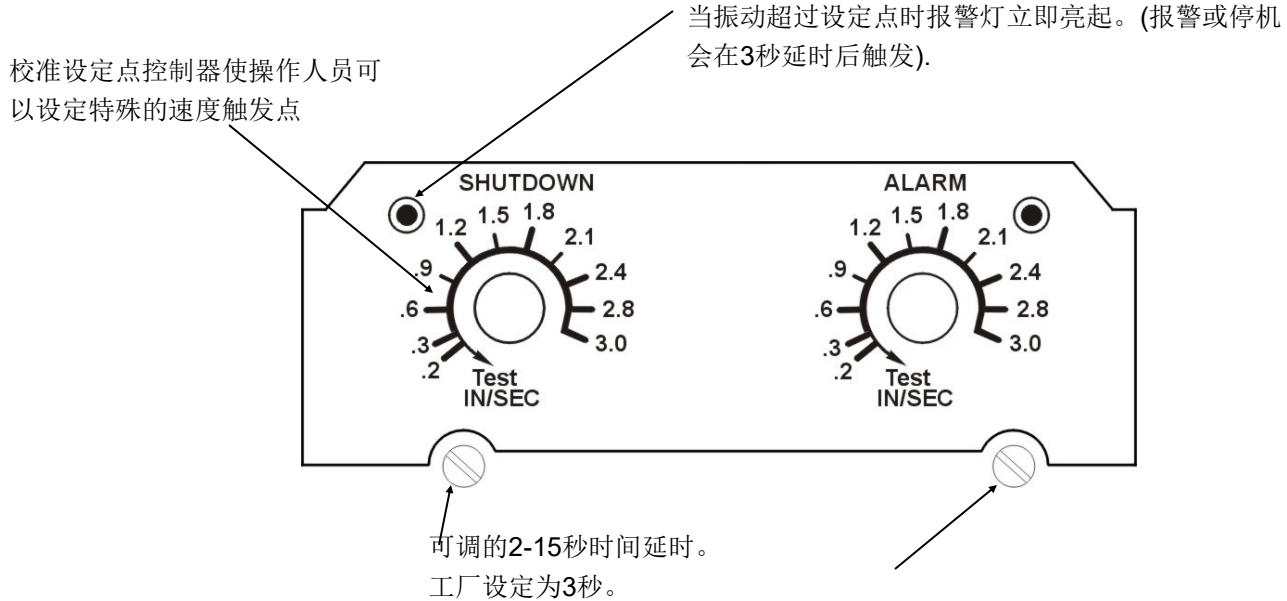 当振动超过设定点时报警灯立即亮起。(报警或停机
会在3秒延时后触发).
校准设定点控制器使操作人员可
以设定特殊的速度触发点
SHUTDOWN
1.8
1.5
1.2
2.1
.9
2.4
.6
2.8
.3
3.0
.2
Test
IN/SEC
ALARM
1.8
1.5
1.2
2.1
.9
2.4
.6
2.8
.3
3.0
.2
Test
IN/SEC
可调的2-15秒时间延时。
工厂设定为3秒。